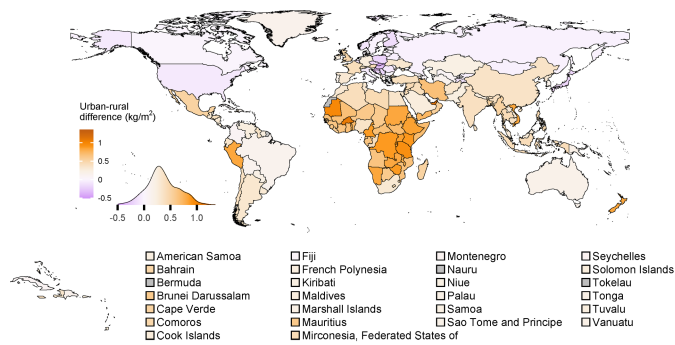 Urban-rural
difference (kg/m²)
1
0.5
0
-0.5
-0.5 0.0 0.5 1.0
American Samoa
Bahrain
Bermuda
Brunei Darussalam
Cape Verde
Comoros
Cook Islands
Fiji
French Polynesia
Kiribati
Maldives
Marshall Islands
Mauritius
Mirconesia, Federated States of
Montenegro
Nauru
Niue
Palau
Samoa
Sao Tome and Principe
Seychelles
Solomon Islands
Tokelau
Tonga
Tuvalu
Vanuatu